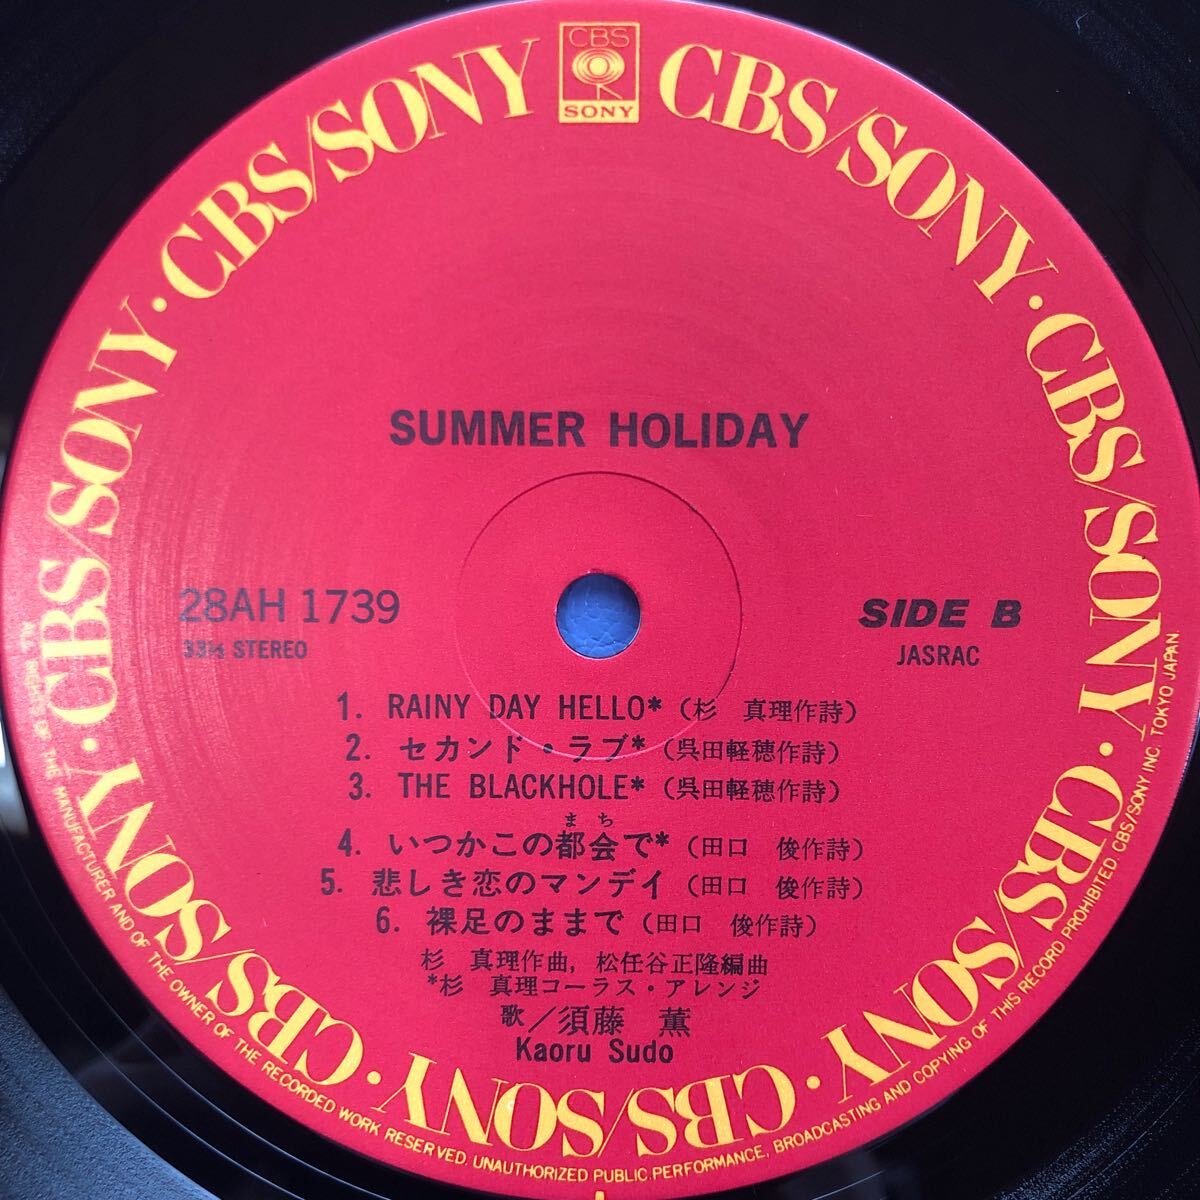 CBS
SONY
CBS/SONY · CBS/SONY · CBS/SONY · CBS/SONY · CBS/SONY · CBS/SONY · CBS/SONY · CBS/SONY
SUMMER HOLIDAY
28AH 1739
33⅓ STEREO
SIDE B
JASRAC
1. RAINY DAY HELLO* (杉 真理作詩)
2. セカンド・ラブ* (呉田軽穂作詩)
3. THE BLACKHOLE* (呉田軽穂作詩)
まち
4. いつかこの都会で* (田口 俊作詩)
5. 悲しき恋のマンデイ (田口 俊作詩)
6. 裸足のままで (田口 俊作詩)
杉 真理作曲, 松任谷正隆編曲
*杉 真理コーラス・アレンジ
歌／須藤 薫
Kaoru Sudo
ALL RIGHTS OF THE MANUFACTURER AND OF THE OWNER OF THE RECORDED WORK RESERVED. UNAUTHORIZED PUBLIC PERFORMANCE, BROADCASTING AND COPYING OF THIS RECORD PROHIBITED. CBS/SONY INC. TOKYO JAPAN